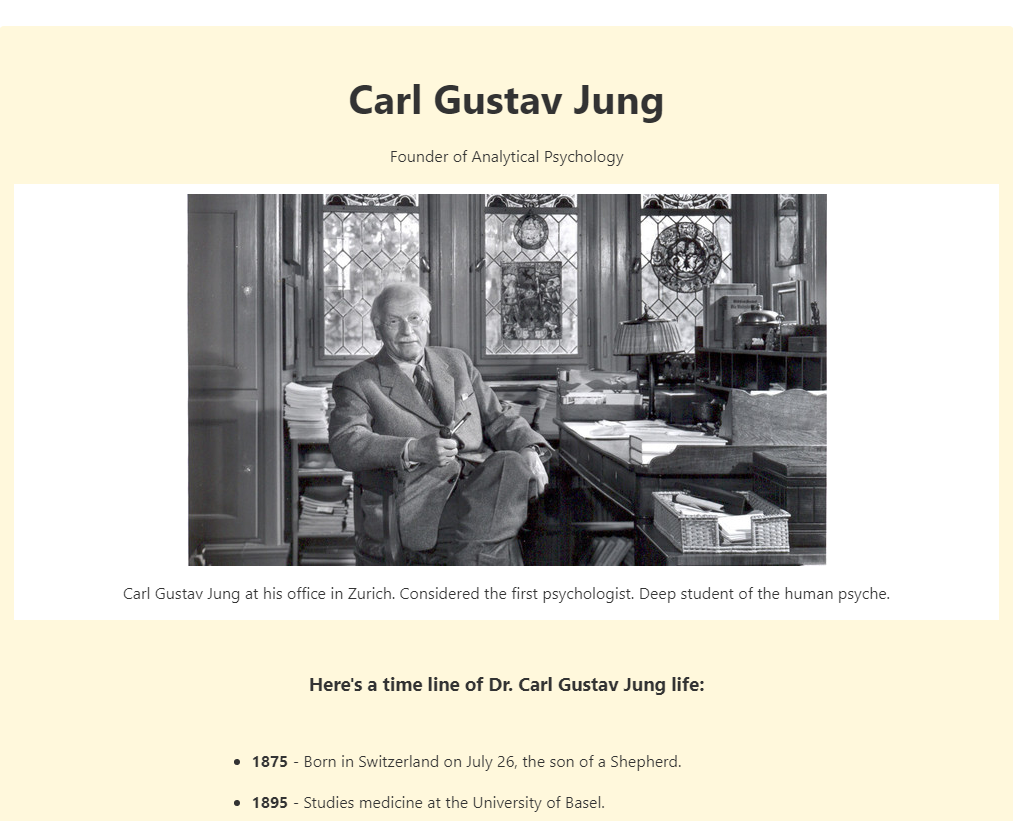 Carl Gustav Jung
Founder of Analytical Psychology
Carl Gustav Jung at his office in Zurich. Considered the first psychologist. Deep student of the human psyche.
Here's a time line of Dr. Carl Gustav Jung life:
• 1875 - Born in Switzerland on July 26, the son of a Shepherd.
• 1895 - Studies medicine at the University of Basel.